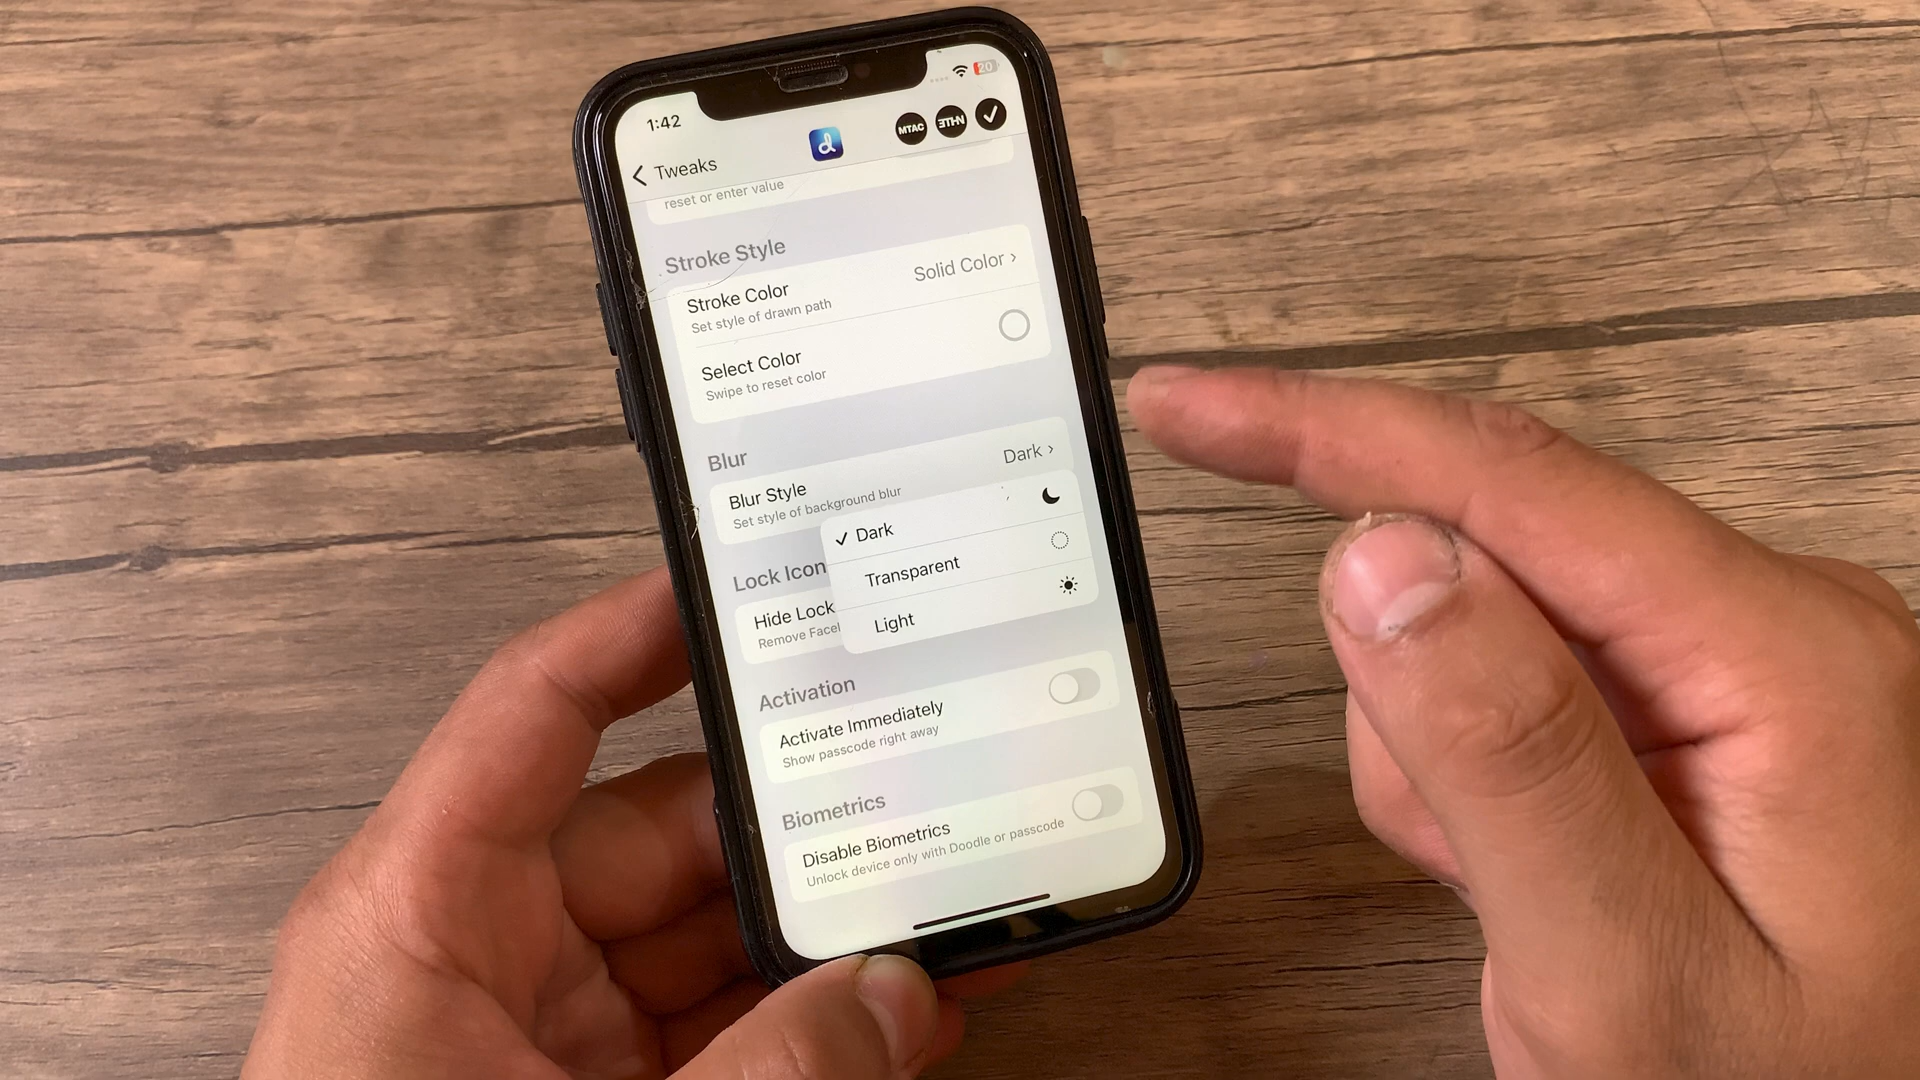 1:42
20
Tweaks
d
MTAC
3TH-N
reset or enter value
Stroke Style
Stroke Color
Solid Color
Set style of drawn path
Select Color
Swipe to reset color
Blur
Blur Style
Dark
Set style of background blur
Dark
Transparent
Light
Lock Icon
Hide Lock
Remove Face
Activation
Activate Immediately
Show passcode right away
Biometrics
Disable Biometrics
Unlock device only with Doodle or passcode